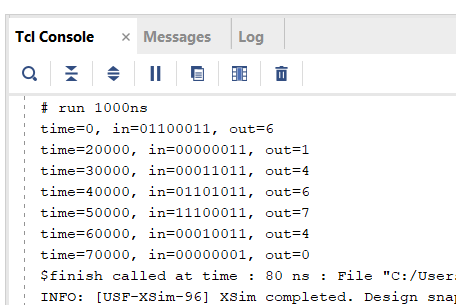 Tcl Console × Messages Log
# run 1000ns
time=0, in=01100011, out=6
time=20000, in=00000011, out=1
time=30000, in=00011011, out=4
time=40000, in=01101011, out=6
time=50000, in=11100011, out=7
time=60000, in=00010011, out=4
time=70000, in=00000001, out=0
$finish called at time : 80 ns : File "C:/User
INFO: [USF-XSim-96] XSim completed. Design snap